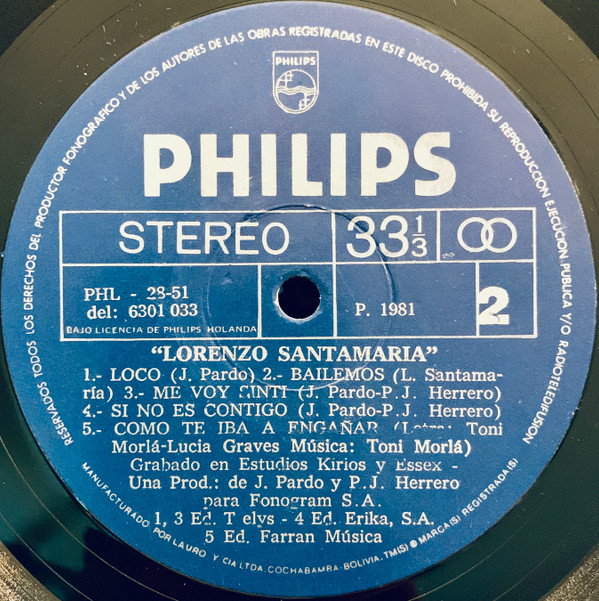 RESERVADOS TODOS LOS DERECHOS DEL PRODUCTOR FONOGRAFICO Y DE LOS AUTORES DE LAS OBRAS REGISTRADAS EN ESTE DISCO PROHIBIDA SU REPRODUCCION EJECUCION PUBLICA Y/O RADIOTELEDIFUSION
PHILIPS
PHILIPS
STEREO
33 1/3
PHL - 28-51
del: 6301 033
BAJO LICENCIA DE PHILIPS HOLANDA
P. 1981
2
"LORENZO SANTAMARIA"
1.- LOCO (J. Pardo) 2.- BAILEMOS (L. Santama-
ría) 3.- ME VOY SINTI (J. Pardo-P.J. Herrero)
4.- SI NO ES CONTIGO (J. Pardo-P.J. Herrero)
5.- COMO TE IBA A ENGAÑAR (Letra: Toni
Morlá-Lucia Graves Música: Toni Morlá)
Grabado en Estudios Kirios y Essex -
Una Prod.: de J. Pardo y P.J. Herrero
para Fonogram S.A.
1, 3 Ed. T elys - 4 Ed. Erika, S.A.
5 Ed. Farran Música
MANUFACTURADO POR LAURO Y CIA LTDA. COCHABAMBA-BOLIVIA. TM(S) ® MARCA(S) REGISTRADA(S)